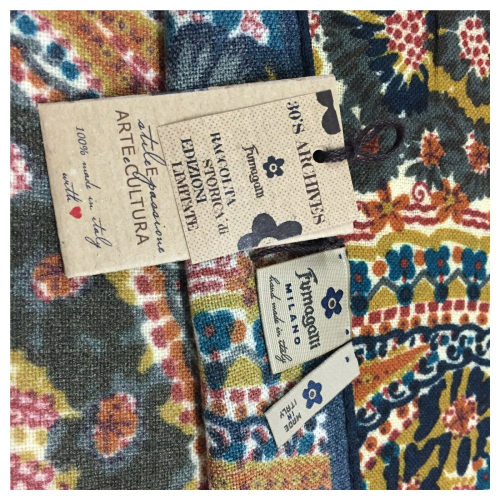 30'S ARCHIVE'S
Fumagalli
RACCOLTA
STORICA di
EDIZIONI
LIMITATE
stile e passione
ARTE e CULTURA
100% made in italy
with
Fumagalli
MILANO
hand made in italy
MADE
IN
ITALY